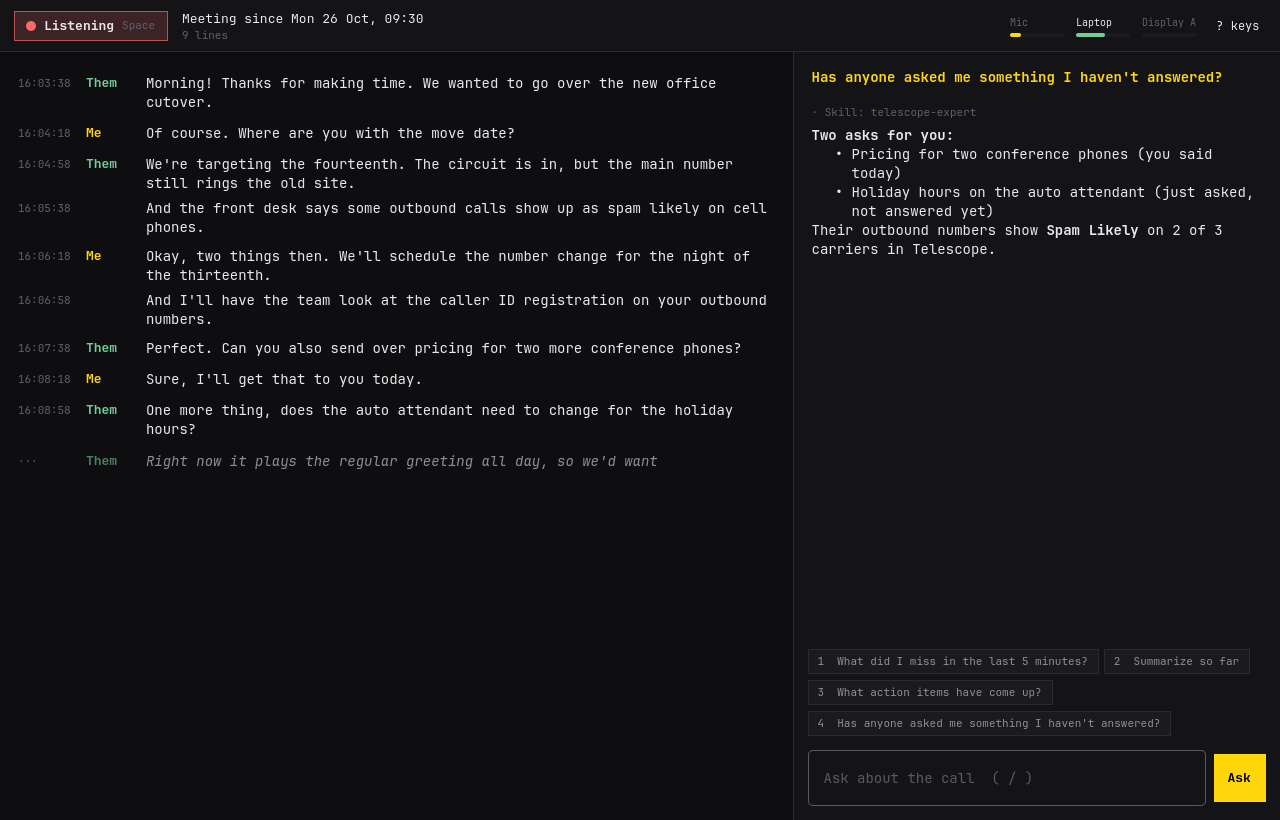 Listening Space
Meeting since Mon 26 Oct, 09:30
9 lines
Mic
Laptop
Display A
? keys
16:03:38 Them Morning! Thanks for making time. We wanted to go over the new office
cutover.
16:04:18 Me Of course. Where are you with the move date?
16:04:58 Them We're targeting the fourteenth. The circuit is in, but the main number
still rings the old site.
16:05:38 And the front desk says some outbound calls show up as spam likely on cell
phones.
16:06:18 Me Okay, two things then. We'll schedule the number change for the night of
the thirteenth.
16:06:58 And I'll have the team look at the caller ID registration on your outbound
numbers.
16:07:38 Them Perfect. Can you also send over pricing for two more conference phones?
16:08:18 Me Sure, I'll get that to you today.
16:08:58 Them One more thing, does the auto attendant need to change for the holiday
hours?
... Them Right now it plays the regular greeting all day, so we'd want
Has anyone asked me something I haven't answered?
· Skill: telescope-expert
Two asks for you:
• Pricing for two conference phones (you said
today)
• Holiday hours on the auto attendant (just asked,
not answered yet)
Their outbound numbers show Spam Likely on 2 of 3
carriers in Telescope.
1 What did I miss in the last 5 minutes?
2 Summarize so far
3 What action items have come up?
4 Has anyone asked me something I haven't answered?
Ask about the call ( / )
Ask